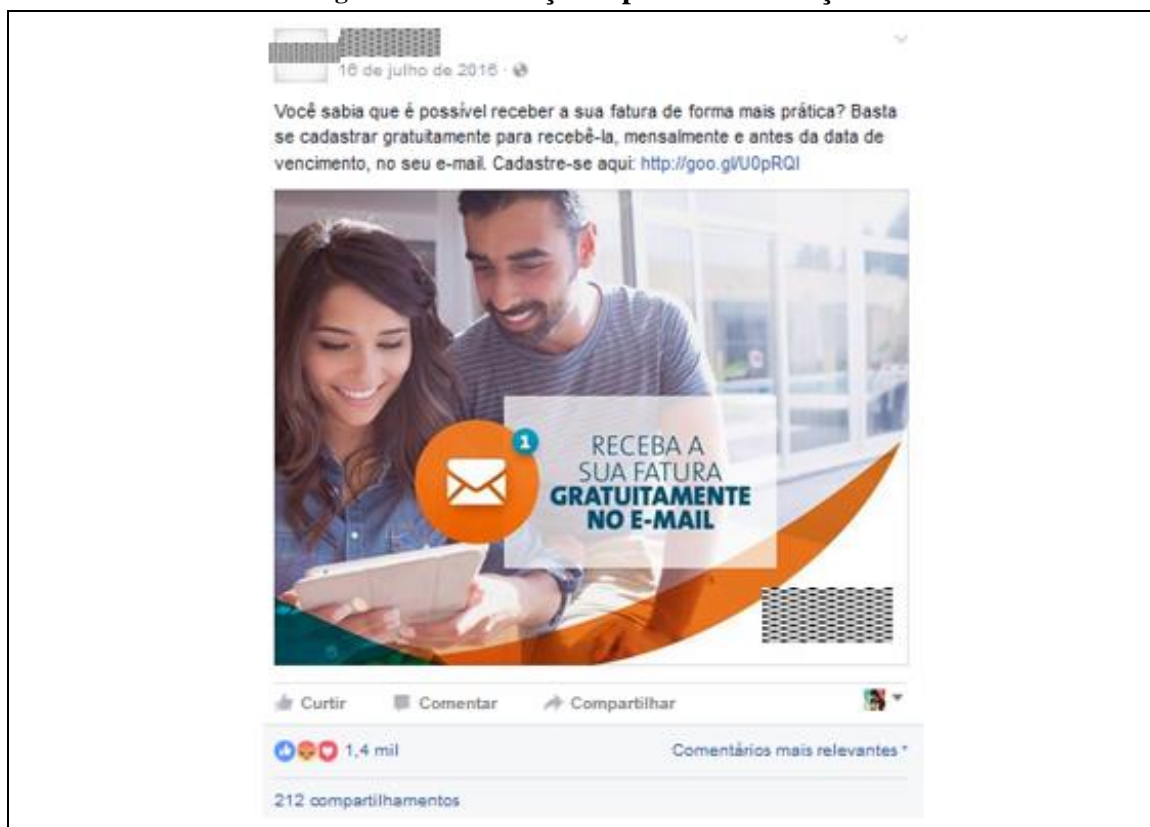 16 de julho de 2016
Você sabia que é possível receber a sua fatura de forma mais prática? Basta
se cadastrar gratuitamente para recebê-la, mensalmente e antes da data de
vencimento, no seu e-mail. Cadastre-se aqui: http://goo.gl/U0pRQI
1
RECEBA A
SUA FATURA
GRATUITAMENTE
NO E-MAIL
Curtir Comentar Compartilhar
1,4 mil Comentários mais relevantes
212 compartilhamentos